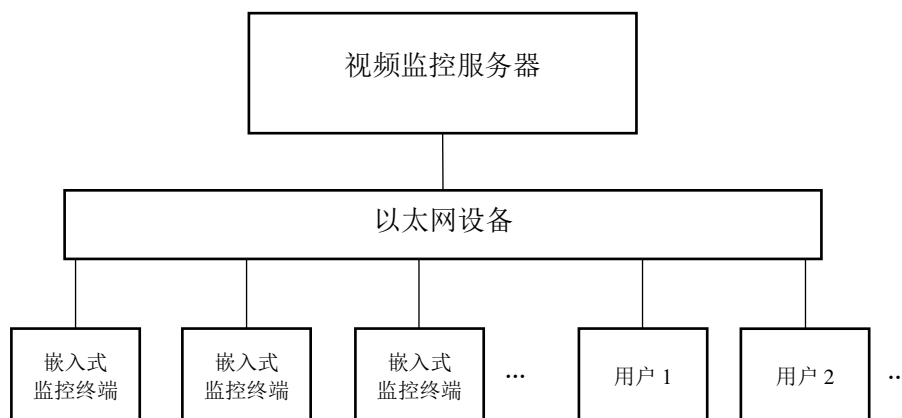 视频监控服务器
以太网设备
嵌入式
监控终端
嵌入式
监控终端
嵌入式
监控终端
...
用户 1
用户 2
..